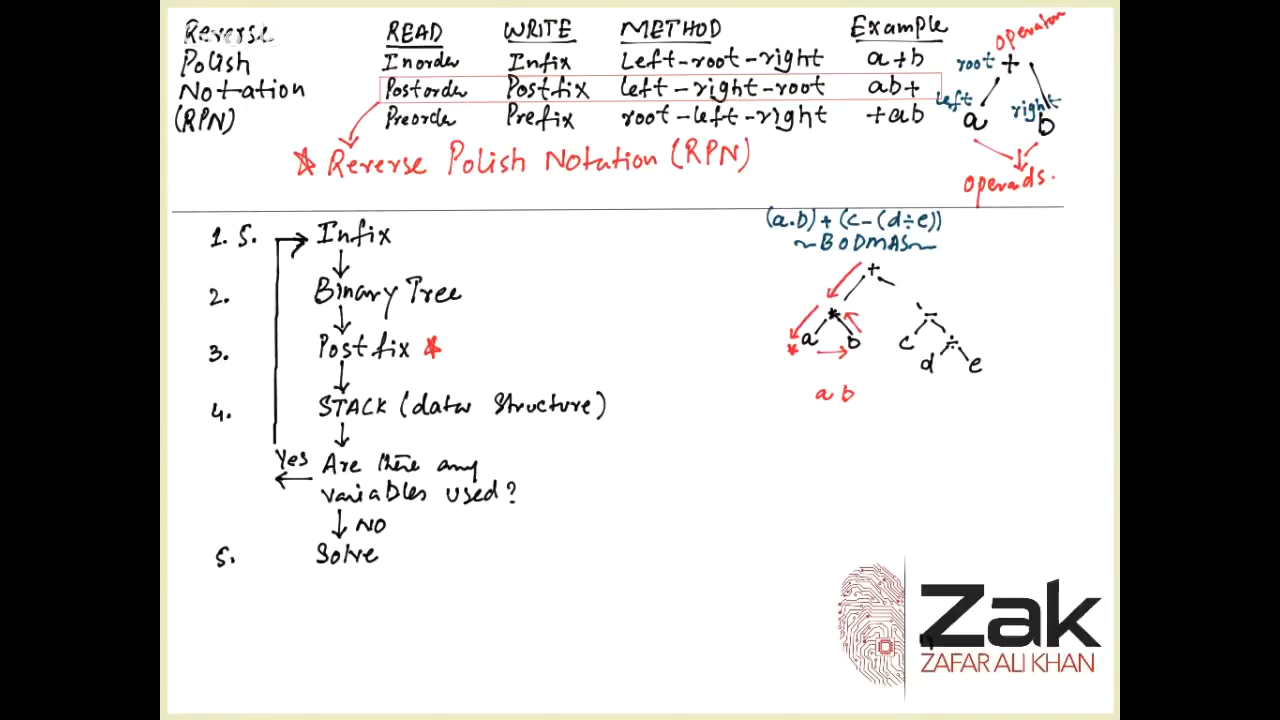 Reverse
Polish
Notation
(RPN)
READ WRITE METHOD Example
Inorder Infix Left-root-right a+b
Postorder Postfix left-right-root ab+
Preorder Prefix root-left-right +ab
☆ Reverse Polish Notation (RPN)
Operator
root +
left right
a b
Operads.
1. 5. Infix
2. Binary Tree
3. Postfix ☆
4. STACK (data structure)
Yes Are there any
variables used?
NO
5. Solve
(a.b) + (c-(d÷e))
~BODMAS~
+
* -
a b c ÷
d e
a b
Zak
ZAFAR ALI KHAN